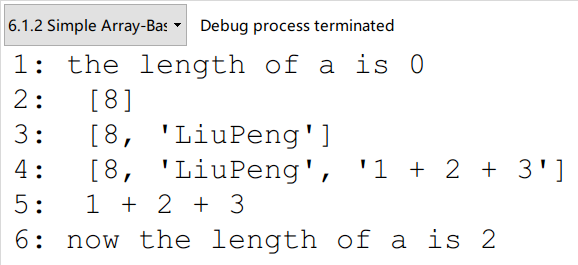 6.1.2 Simple Array-Bas Debug process terminated
1: the length of a is 0
2: [8]
3: [8, 'LiuPeng']
4: [8, 'LiuPeng', '1 + 2 + 3']
5: 1 + 2 + 3
6: now the length of a is 2